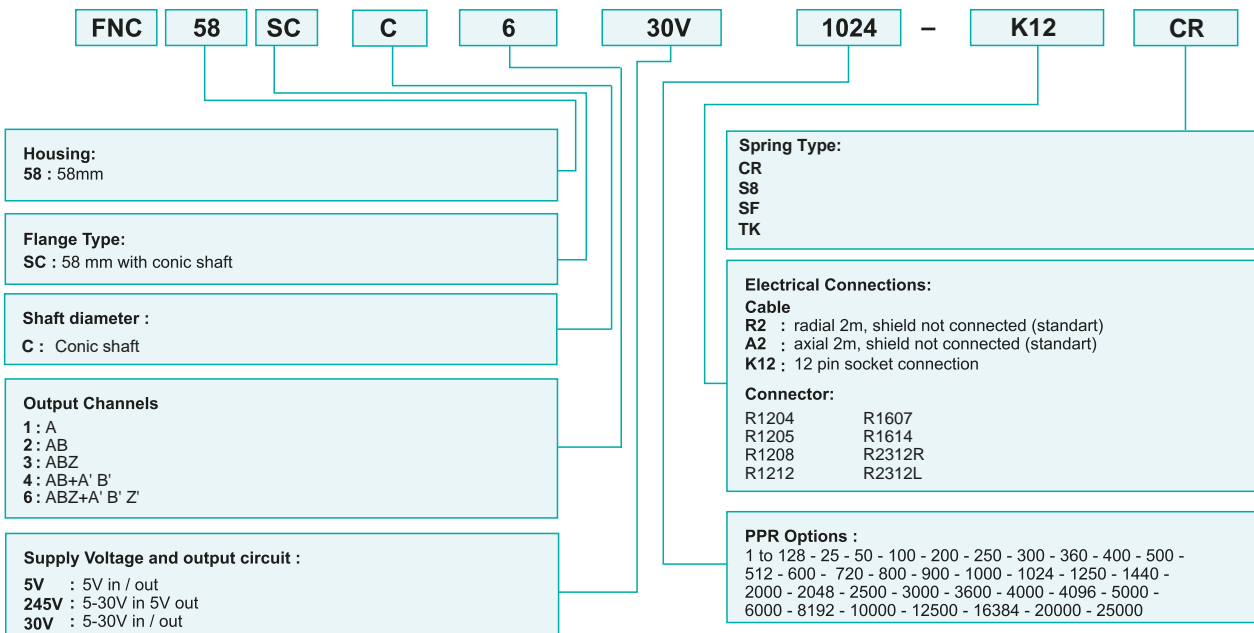 FNC 58 SC C 6 30V 1024 – K12 CR
Housing:
58 : 58mm
Flange Type:
SC : 58 mm with conic shaft
Shaft diameter :
C : Conic shaft
Output Channels
1 : A
2 : AB
3 : ABZ
4 : AB+A' B'
6 : ABZ+A' B' Z'
Supply Voltage and output circuit :
5V : 5V in / out
245V : 5-30V in 5V out
30V : 5-30V in / out
Spring Type:
CR
S8
SF
TK
Electrical Connections:
Cable
R2 : radial 2m, shield not connected (standart)
A2 : axial 2m, shield not connected (standart)
K12 : 12 pin socket connection
Connector:
R1204 R1607
R1205 R1614
R1208 R2312R
R1212 R2312L
PPR Options :
1 to 128 - 25 - 50 - 100 - 200 - 250 - 300 - 360 - 400 - 500 -
512 - 600 - 720 - 800 - 900 - 1000 - 1024 - 1250 - 1440 -
2000 - 2048 - 2500 - 3000 - 3600 - 4000 - 4096 - 5000 -
6000 - 8192 - 10000 - 12500 - 16384 - 20000 - 25000